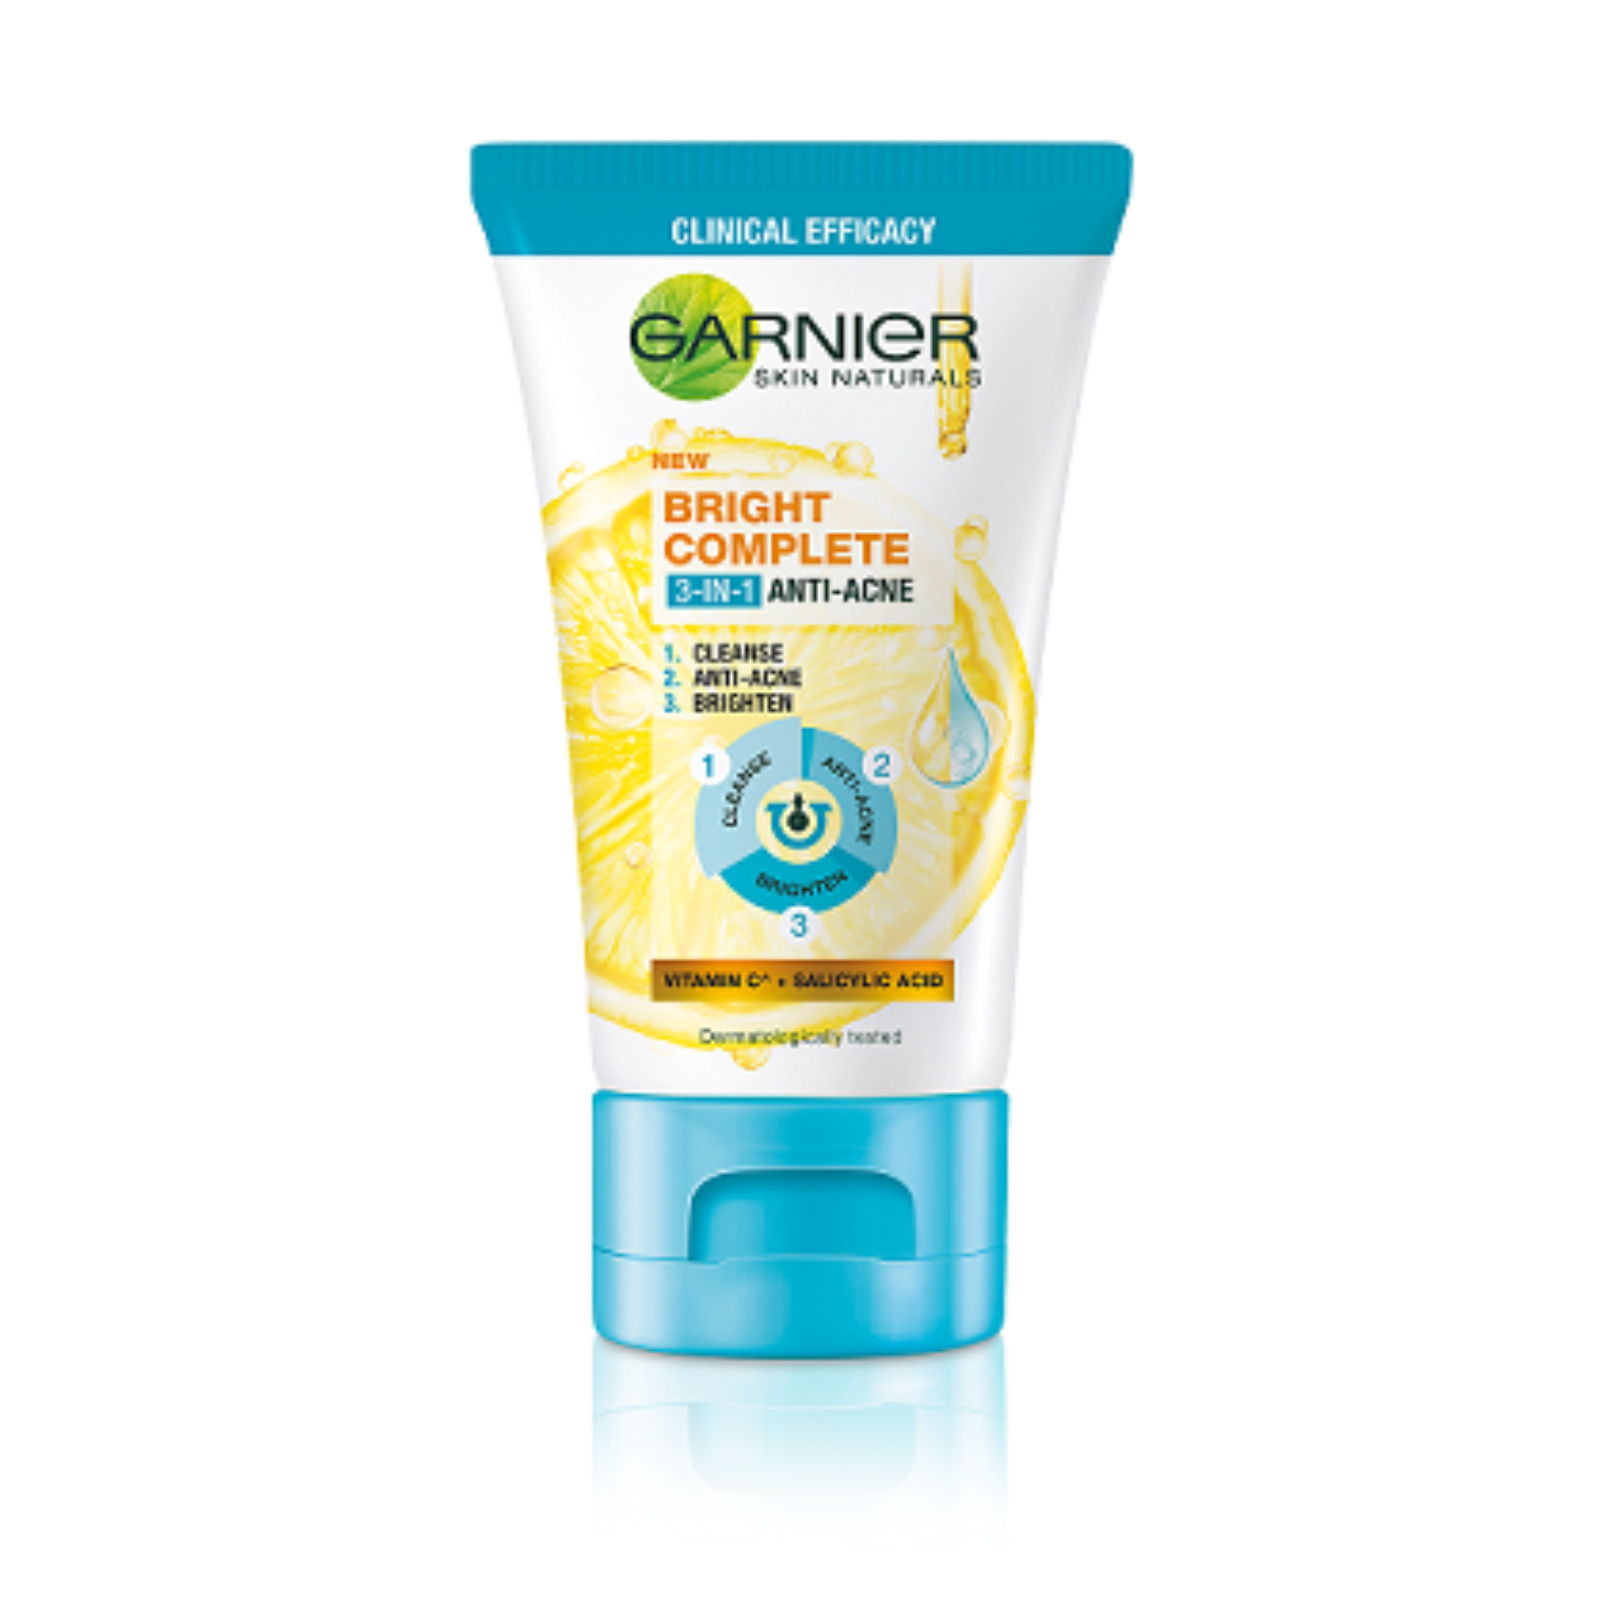 CLINICAL EFFICACY
GARNIER
SKIN NATURALS
NEW
BRIGHT
COMPLETE
3-IN-1 ANTI-ACNE
1. CLEANSE
2. ANTI-ACNE
3. BRIGHTEN
1
CLEANSE
2
ANTI-ACNE
BRIGHTEN
3
VITAMIN C^ + SALICYLIC ACID
Dermatologically tested